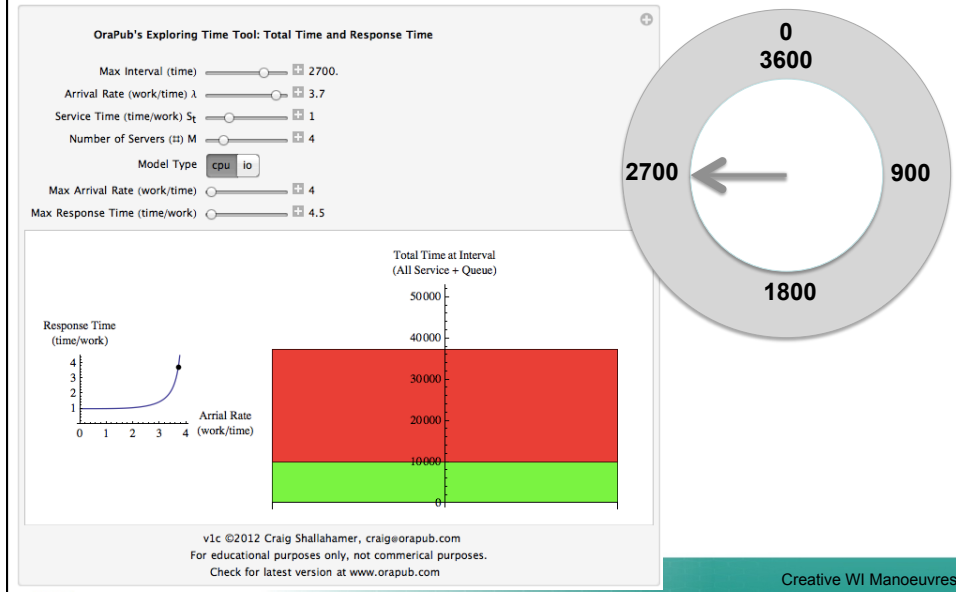 OraPub's Exploring Time Tool: Total Time and Response Time
Max Interval (time) 2700.
Arrival Rate (work/time) λ 3.7
Service Time (time/work) St 1
Number of Servers (#) M 4
Model Type cpu io
Max Arrival Rate (work/time) 4
Max Response Time (time/work) 4.5
Response Time
(time/work)
4
3
2
1
0 1 2 3 4
Arrial Rate
(work/time)
Total Time at Interval
(All Service + Queue)
50000
40000
30000
20000
10000
0
v1c ©2012 Craig Shallahamer, craig@orapub.com
For educational purposes only, not commerical purposes.
Check for latest version at www.orapub.com
0
3600
2700 900
1800
Creative WI Manoeuvres